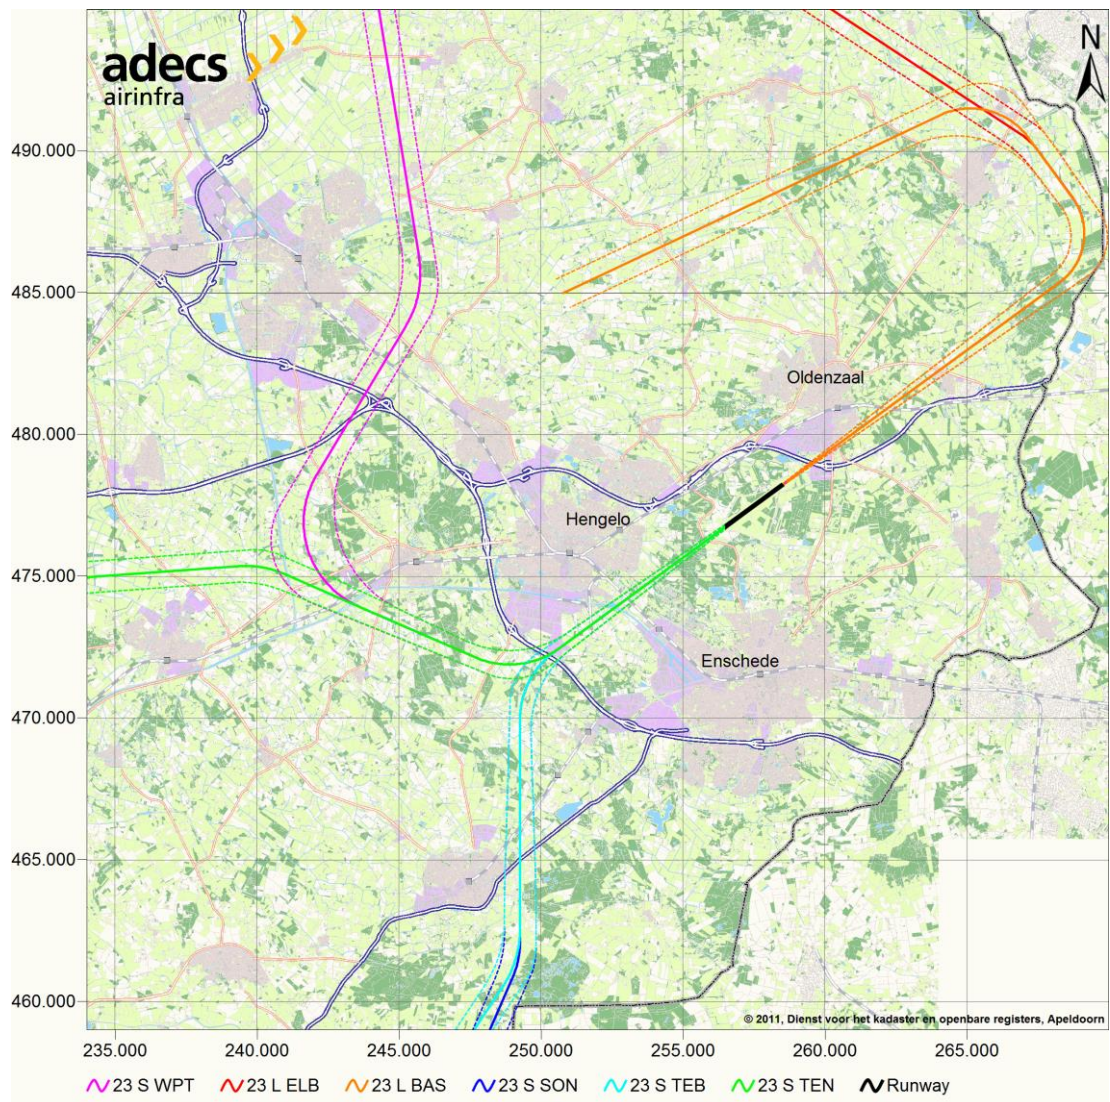 adecs
airinfra
N
490.000
485.000
Oldenzaal
480.000
Hengelo
475.000
Enschede
470.000
465.000
460.000
© 2011, Dienst voor het kadaster en openbare registers, Apeldoorn
235.000 240.000 245.000 250.000 255.000 260.000 265.000
23 S WPT 23 L ELB 23 L BAS 23 S SON 23 S TEB 23 S TEN Runway